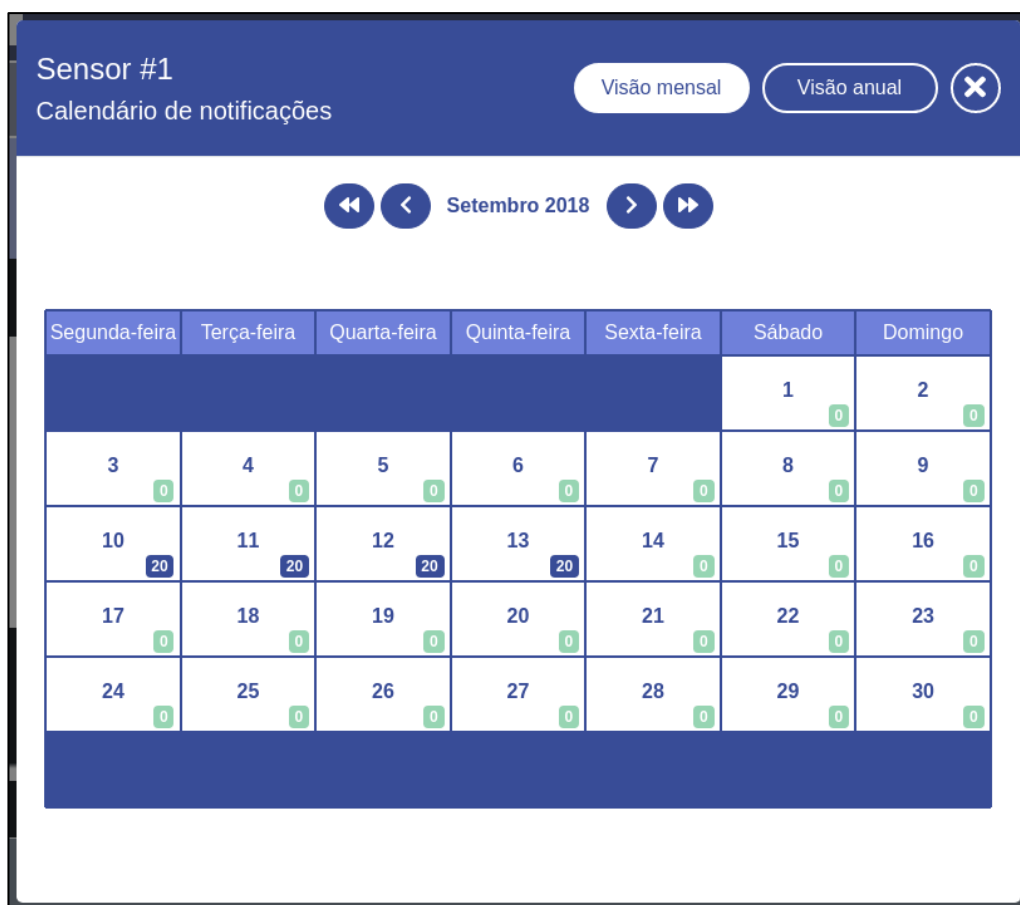 Sensor #1
Calendário de notificações
Visão mensal
Visão anual
Setembro 2018
Segunda-feira Terça-feira Quarta-feira Quinta-feira Sexta-feira Sábado Domingo
1 2
0 0
3 4 5 6 7 8 9
0 0 0 0 0 0 0
10 11 12 13 14 15 16
20 20 20 20 0 0 0
17 18 19 20 21 22 23
0 0 0 0 0 0 0
24 25 26 27 28 29 30
0 0 0 0 0 0 0